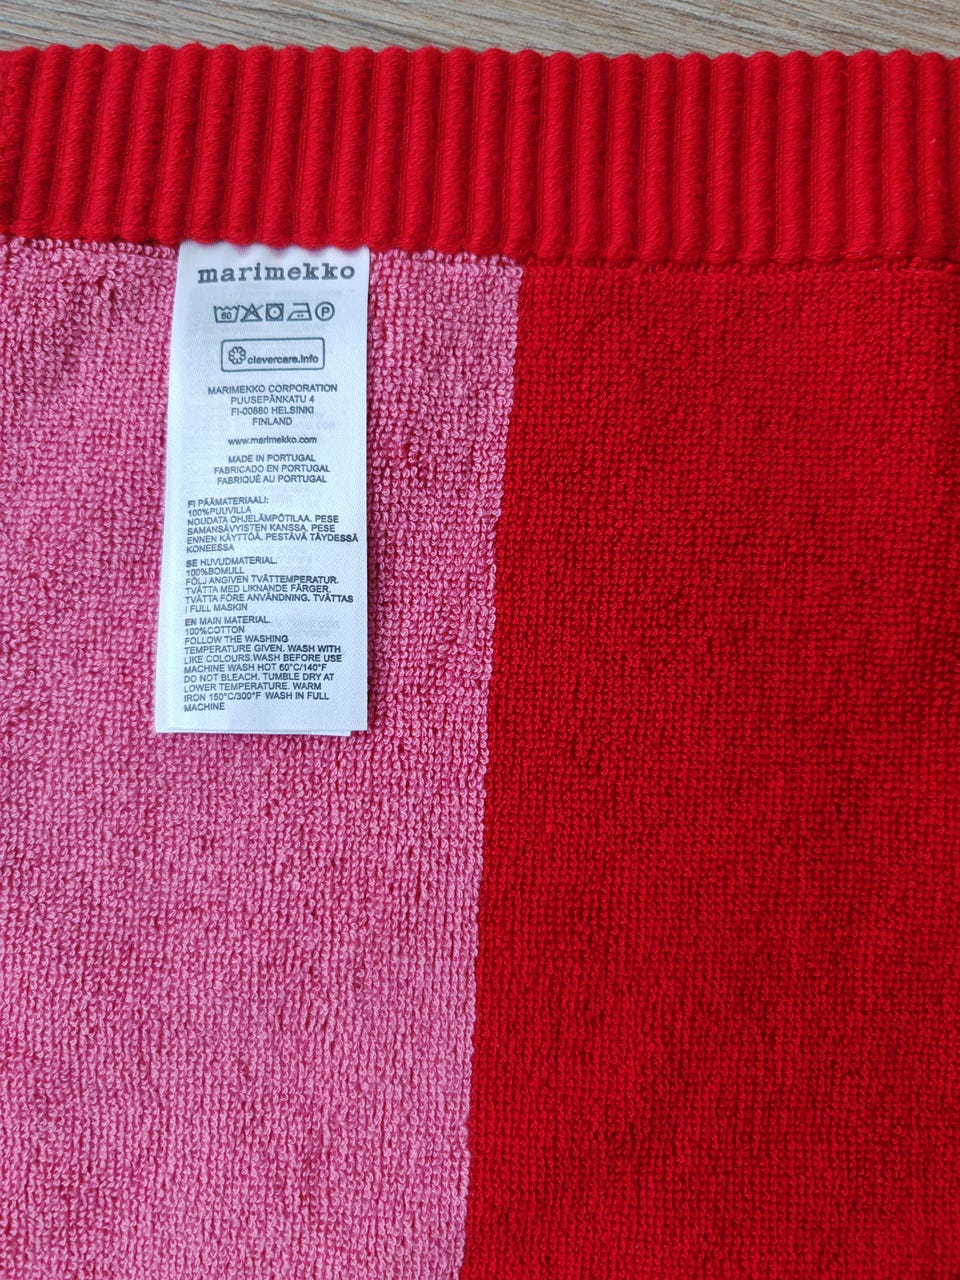 marimekko
60 P
clevercare.info
MARIMEKKO CORPORATION
PUUSEPÄNKATU 4
FI-00880 HELSINKI
FINLAND
www.marimekko.com
MADE IN PORTUGAL
FABRICADO EN PORTUGAL
FABRIQUÉ AU PORTUGAL
FI PÄÄMATERIAALI:
100%PUUVILLA
NOUDATA OHJELÄMPÖTILAA. PESE
SAMANSÄVYISTEN KANSSA. PESE
ENNEN KÄYTTÖÄ. PESTÄVÄ TÄYDESSÄ
KONEESSA
SE HUVUDMATERIAL.
100%BOMULL
FÖLJ ANGIVEN TVÄTTEMPERATUR.
TVÄTTA MED LIKNANDE FÄRGER.
TVÄTTA FÖRE ANVÄNDNING. TVÄTTAS
I FULL MASKIN
EN MAIN MATERIAL.
100%COTTON
FOLLOW THE WASHING
TEMPERATURE GIVEN. WASH WITH
LIKE COLOURS.WASH BEFORE USE
MACHINE WASH HOT 60°C/140°F
DO NOT BLEACH. TUMBLE DRY AT
LOWER TEMPERATURE. WARM
IRON 150°C/300°F WASH IN FULL
MACHINE